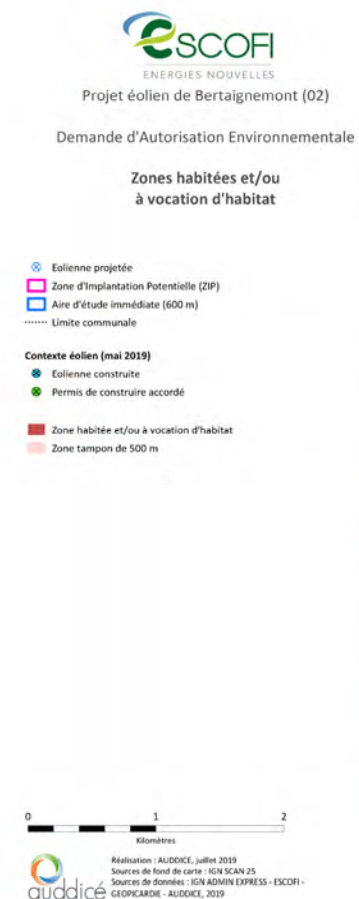 ESCOFI
ENERGIES NOUVELLES
Projet éolien de Bertaignemont (02)
Demande d'Autorisation Environnementale
Zones habitées et/ou
à vocation d'habitat
Eolienne projetée
Zone d'Implantation Potentielle (ZIP)
Aire d'étude immédiate (600 m)
Limite communale
Contexte éolien (mai 2019)
Eolienne construite
Permis de construire accordé
Zone habitée et/ou à vocation d'habitat
Zone tampon de 500 m
0 1 2
Kilomètres
Réalisation : AUDDICE, juillet 2019
Sources de fond de carte : IGN SCAN 25
Sources de données : IGN ADMIN EXPRESS - ESCOFI -
GEOPICARDIE - AUDDICE, 2019
auddicé